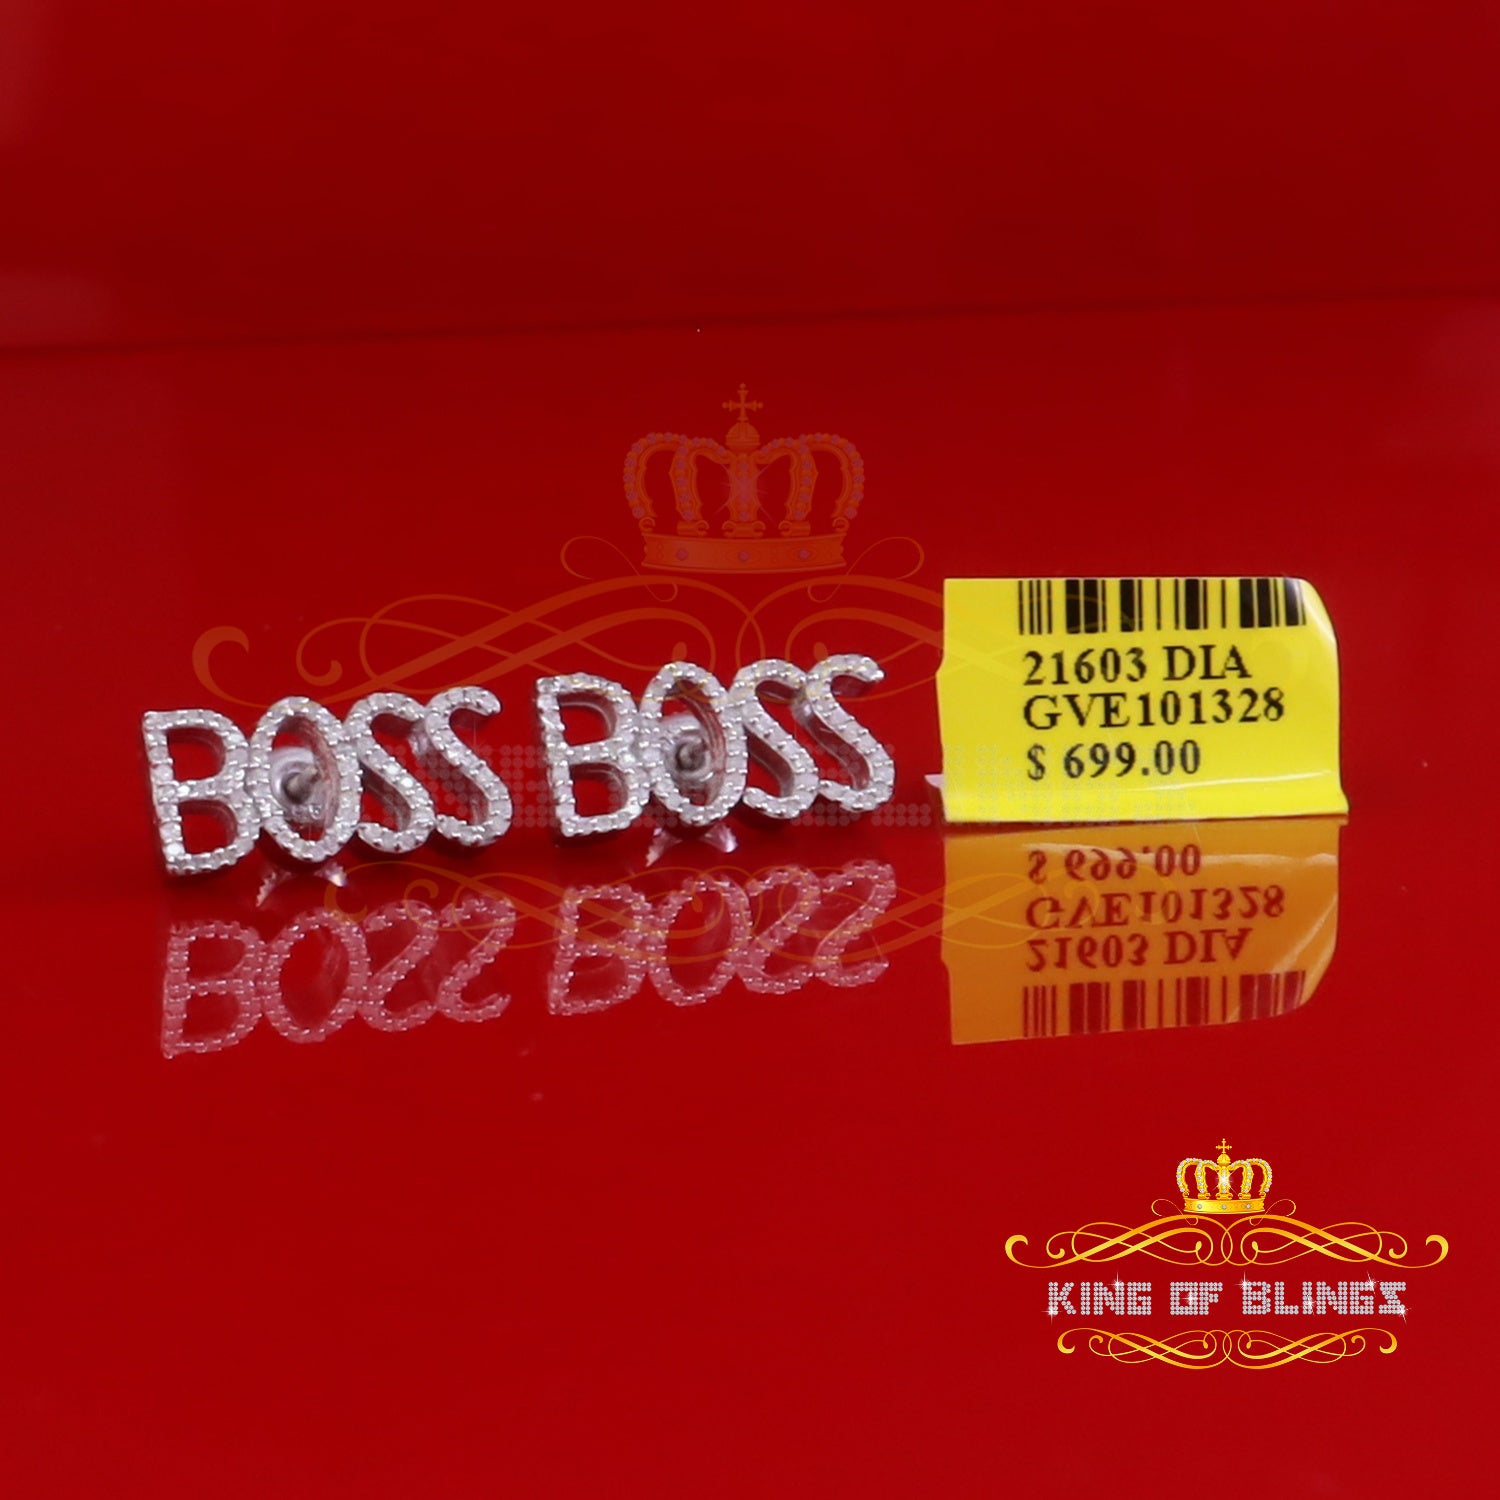 BOSS BOSS
21603 DIA
GVE101328
$ 699.00
KING OF BLINGS